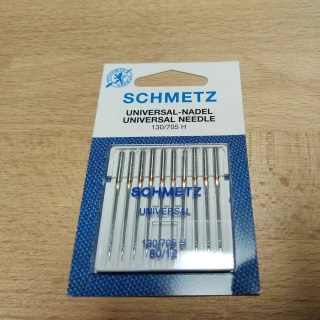 SCHMETZ
UNIVERSAL-NADEL
UNIVERSAL NEEDLE
130/705 H
SCHMETZ
UNIVERSAL
130/705 H
80/12